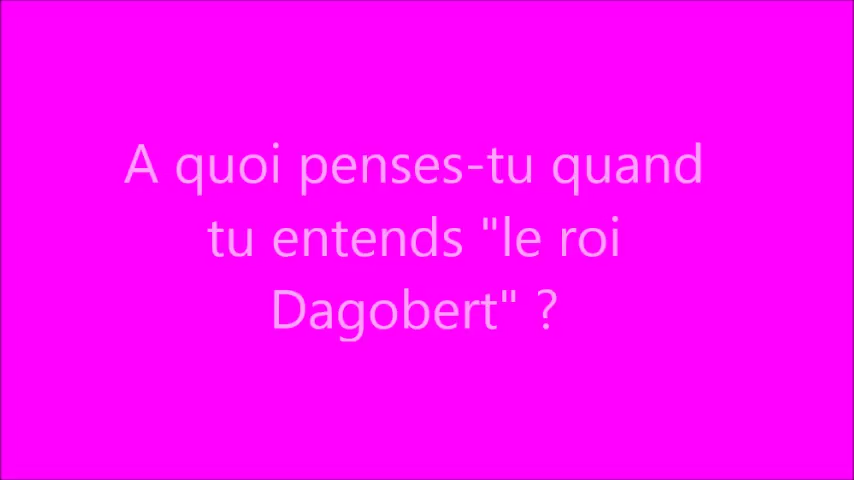 A quoi penses-tu quand
tu entends "le roi
Dagobert" ?